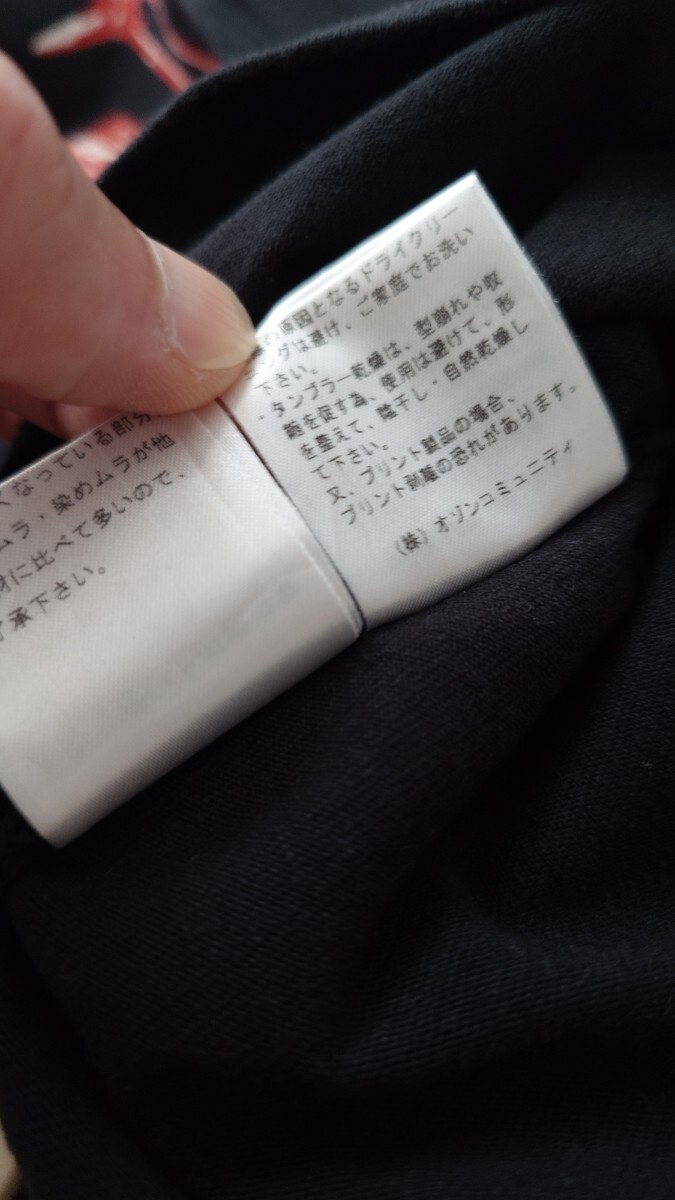 くなっている部分
ムラ・染めムラが他
材に比べて多いので、
了承下さい。
原因となるドライクリー
グは避け、ご家庭でお洗い
下さい。
・タンブラー乾燥は、型崩れや収
縮を促す為、使用は避けて、形
を整えて、陰干し・自然乾燥し
て下さい。
又、プリント製品の場合、
プリント剥離の恐れがあります。
(株) オゾンコミュニティ